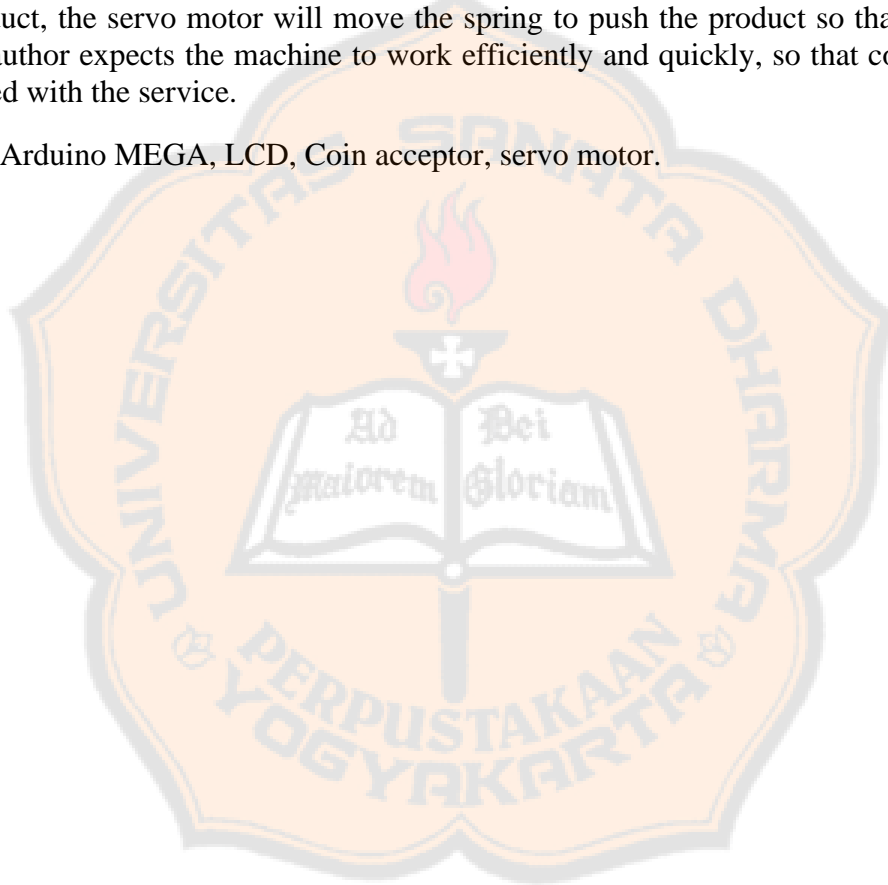 uct, the servo motor will move the spring to push the product so tha
author expects the machine to work efficiently and quickly, so that co
ed with the service.
Arduino MEGA, LCD, Coin acceptor, servo motor.
UNIVERSITAS SANATA DHARMA
Ad
Maiorem
Dei
Gloriam
PERPUSTAKAAN
YOGYAKARTA